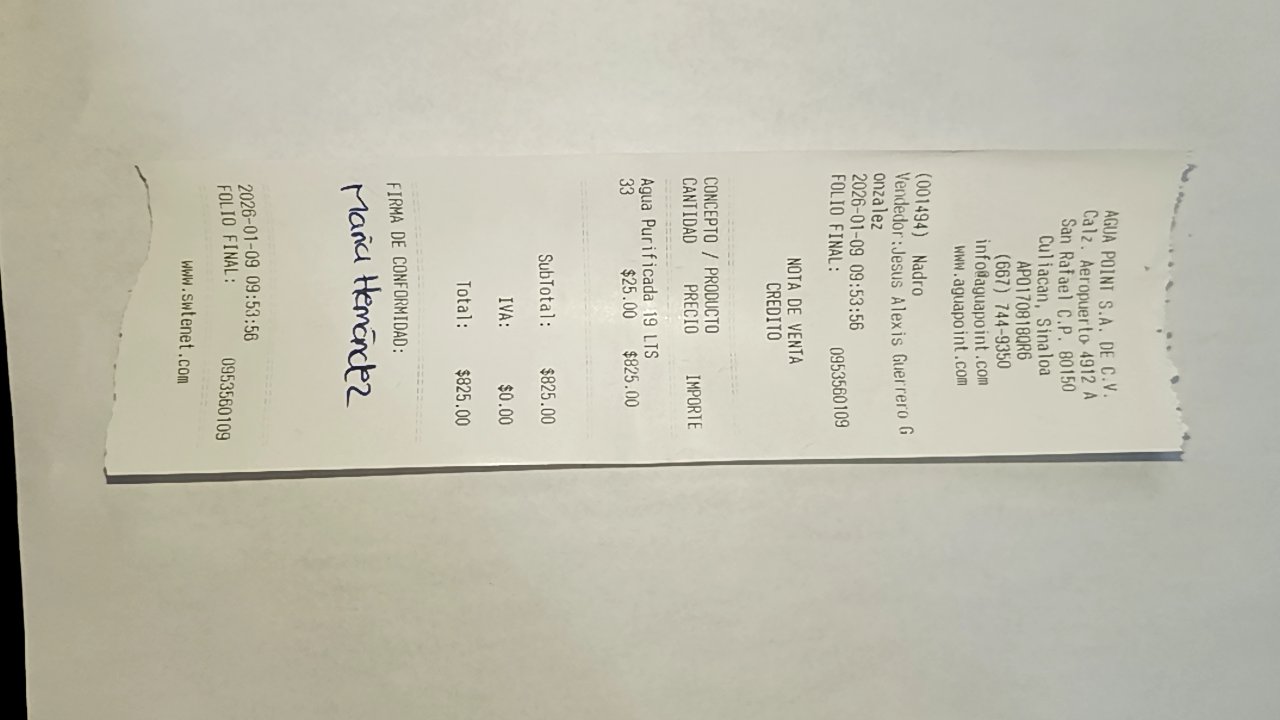 AGUA POINT S.A. DE C.V.
Calz. Aeropuerto 4912 A
San Rafael C.P. 80150
Culiacan, Sinaloa
APO170818QR6
(667) 744-9350
info@aguapoint.com
www.aguapoint.com
(001494) Nadro
Vendedor:Jesus Alexis Guerrero G
onzalez
2026-01-09 09:53:56
FOLIO FINAL: 0953560109
NOTA DE VENTA
CREDITO
CONCEPTO / PRODUCTO
CANTIDAD PRECIO IMPORTE
Agua Purificada 19 LTS
33 $25.00 $825.00
SubTotal: $825.00
IVA: $0.00
Total: $825.00
FIRMA DE CONFORMIDAD:
María Hernández
2026-01-09 09:53:56
FOLIO FINAL: 0953560109
www.swtenet.com